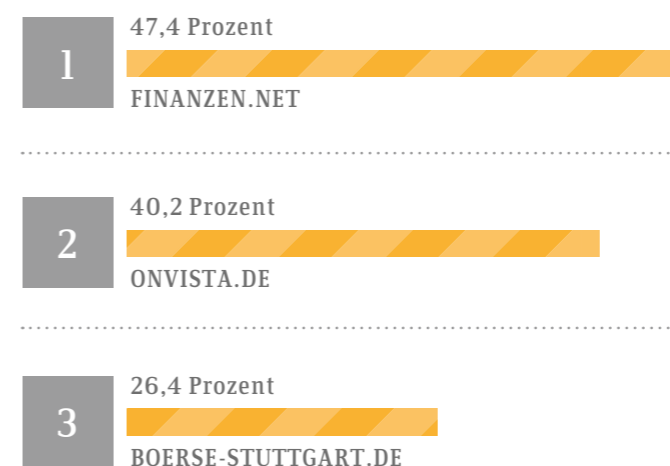 1
47,4 Prozent
FINANZEN.NET
2
40,2 Prozent
ONVISTA.DE
3
26,4 Prozent
BOERSE-STUTTGART.DE